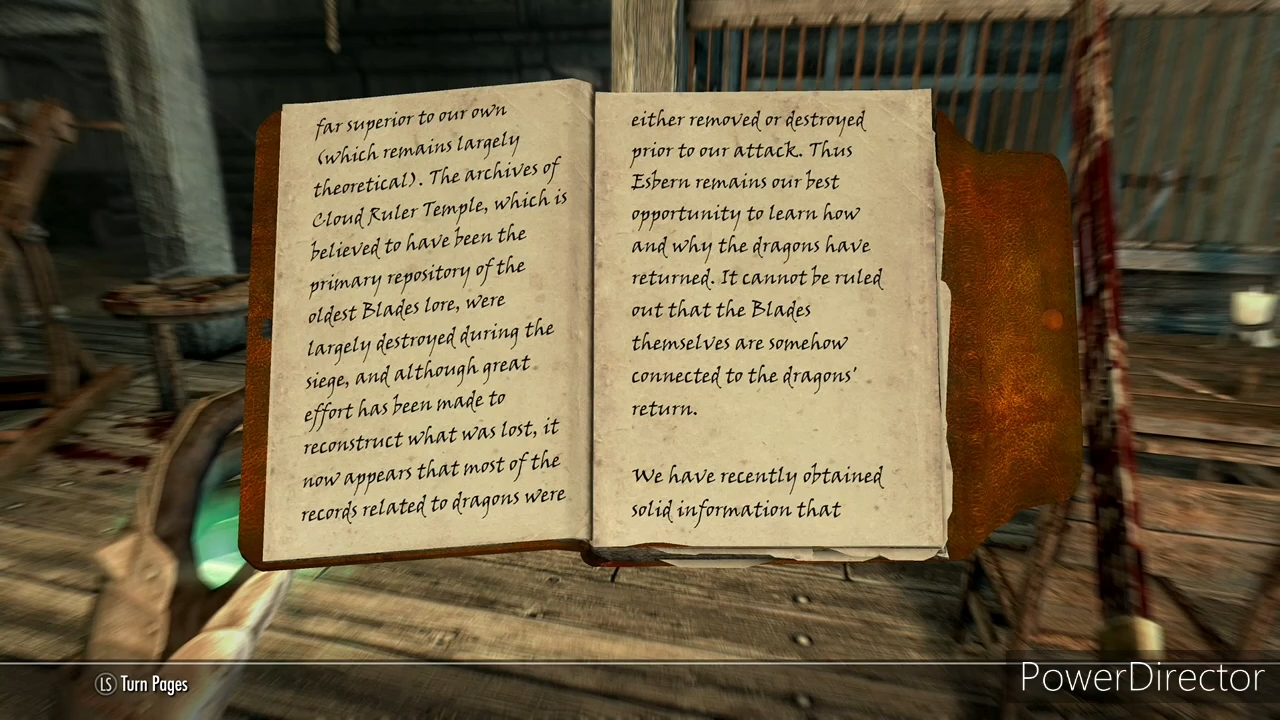 far superior to our own
(which remains largely
theoretical). The archives of
Cloud Ruler Temple, which is
believed to have been the
primary repository of the
oldest Blades lore, were
largely destroyed during the
siege, and although great
effort has been made to
reconstruct what was lost, it
now appears that most of the
records related to dragons were
either removed or destroyed
prior to our attack. Thus
Esbern remains our best
opportunity to learn how
and why the dragons have
returned. It cannot be ruled
out that the Blades
themselves are somehow
connected to the dragons'
return.
We have recently obtained
solid information that
LS Turn Pages
PowerDirector